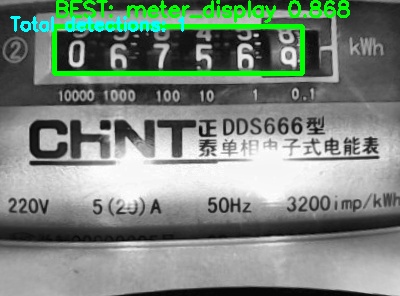 BEST: meter_display 0.868
Total detections: 1
② 0 6 7 5 6 9 kWh
10000 1000 100 10 1 0.1
CHNT 正泰 DDS666型
单相电子式电能表
220V 5(20)A 50Hz 3200imp/kWh